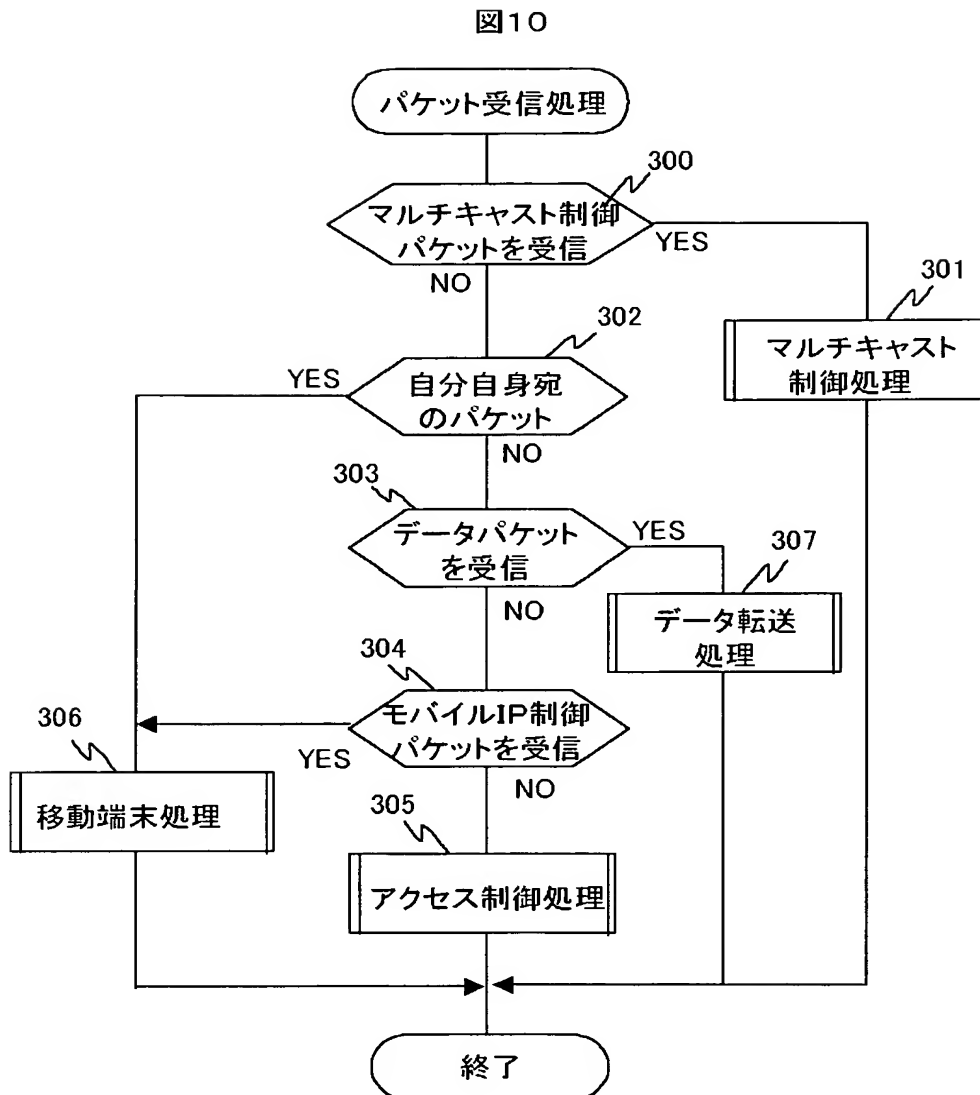 図10
パケット受信処理
300
マルチキャスト制御
パケットを受信
YES
NO
301
マルチキャスト
制御処理
302
YES
自分自身宛
のパケット
NO
303
データパケット
を受信
YES
NO
307
データ転送
処理
304
モバイルIP制御
パケットを受信
YES
NO
306
移動端末処理
305
アクセス制御処理
終了